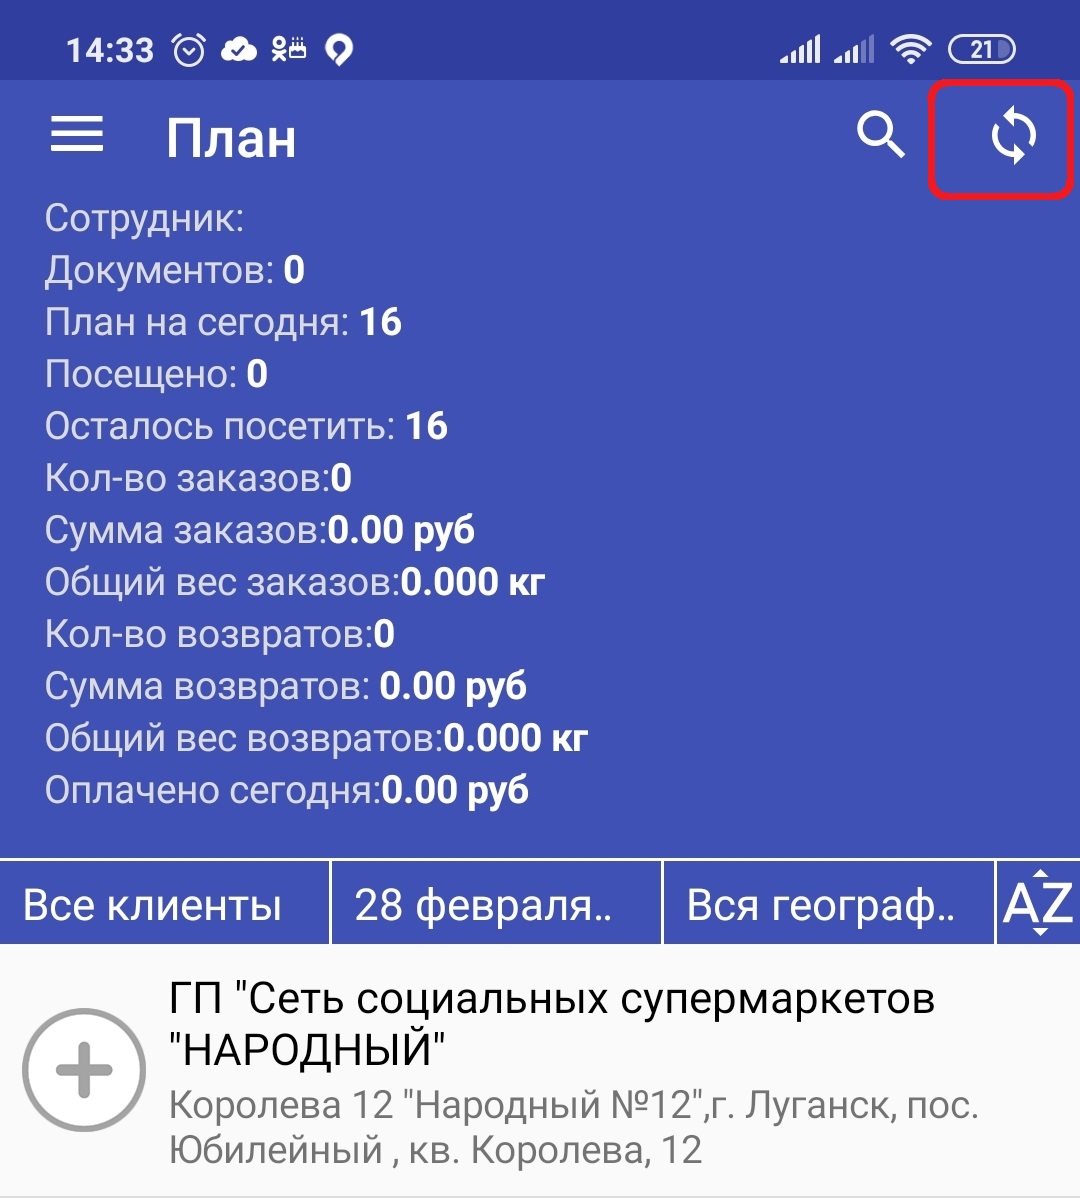 14:33
21
План
Сотрудник:
Документов: 0
План на сегодня: 16
Посещено: 0
Осталось посетить: 16
Кол-во заказов:0
Сумма заказов:0.00 руб
Общий вес заказов:0.000 кг
Кол-во возвратов:0
Сумма возвратов: 0.00 руб
Общий вес возвратов:0.000 кг
Оплачено сегодня:0.00 руб
Все клиенты
28 февраля..
Вся географ..
AZ
ГП "Сеть социальных супермаркетов
"НАРОДНЫЙ"
Королева 12 "Народный №12",г. Луганск, пос.
Юбилейный , кв. Королева, 12